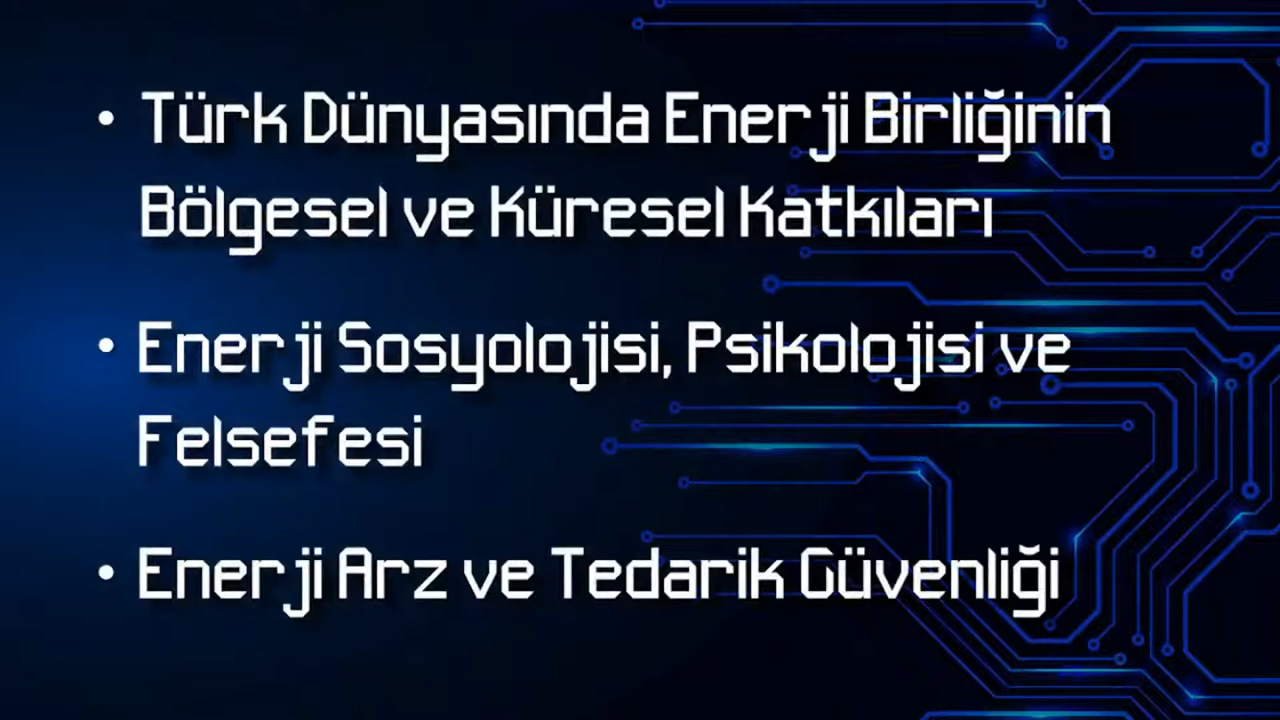 • Türk Dünyasında Enerji Birliğinin
Bölgesel ve Küresel Katkıları
• Enerji Sosyolojisi, Psikolojisi ve
Felsefesi
• Enerji Arz ve Tedarik Güvenliği